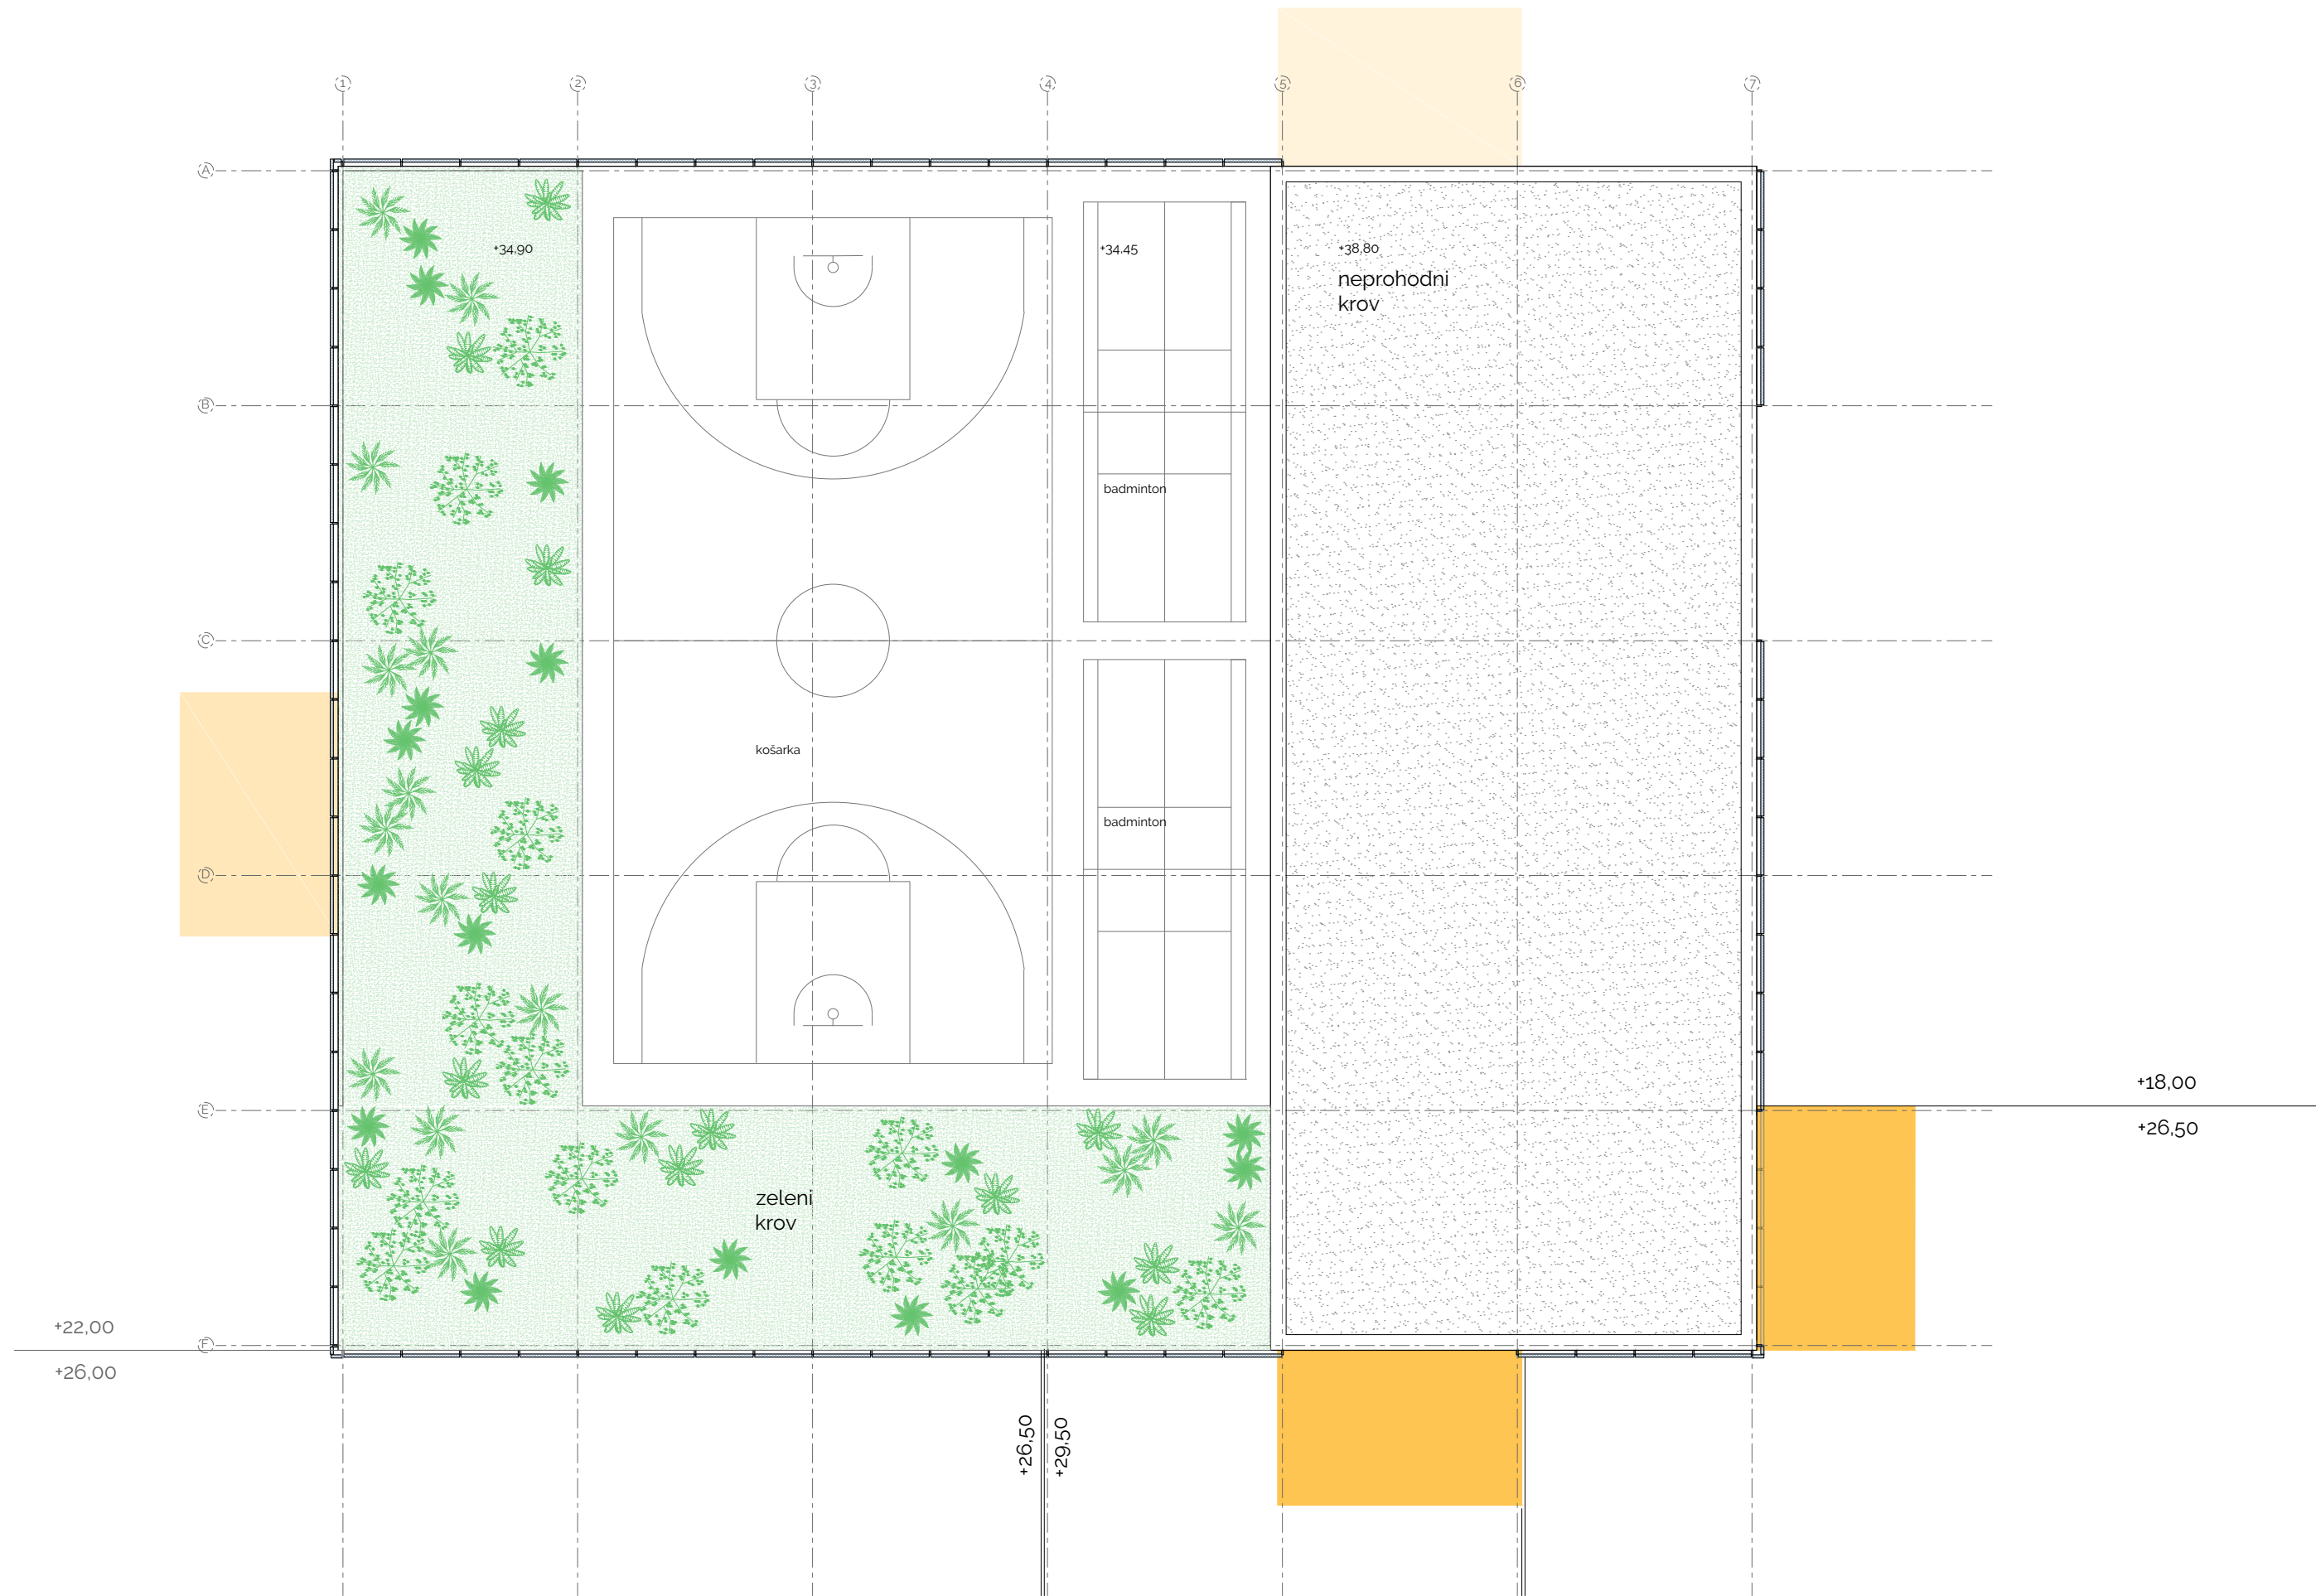 1 2 3 4 5 6 7
A
+34,90
+34,45
+38,80
neprohodni
krov
B
badminton
C
košarka
badminton
D
+18,00
E
+26,50
zeleni
krov
+22,00
F
+26,00
+26,50
+29,50